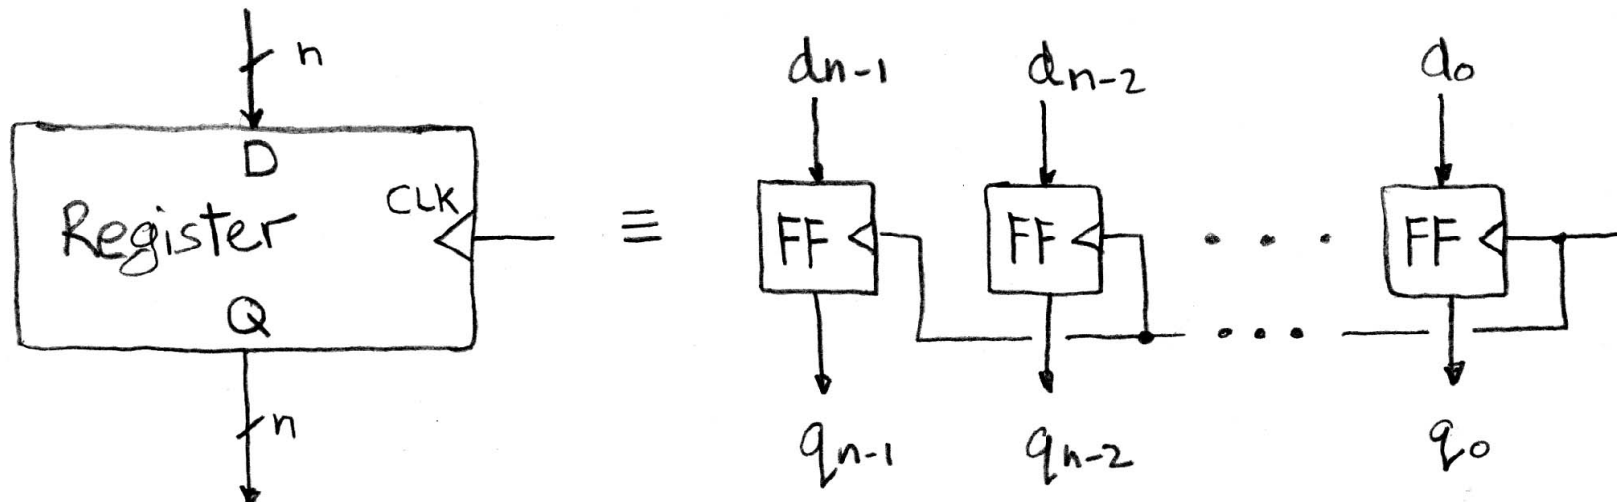 n
D
CLK
Register
Q
n
≡
dn-1 dn-2 d0
FF FF . . . FF
. . .
qn-1 qn-2 q0